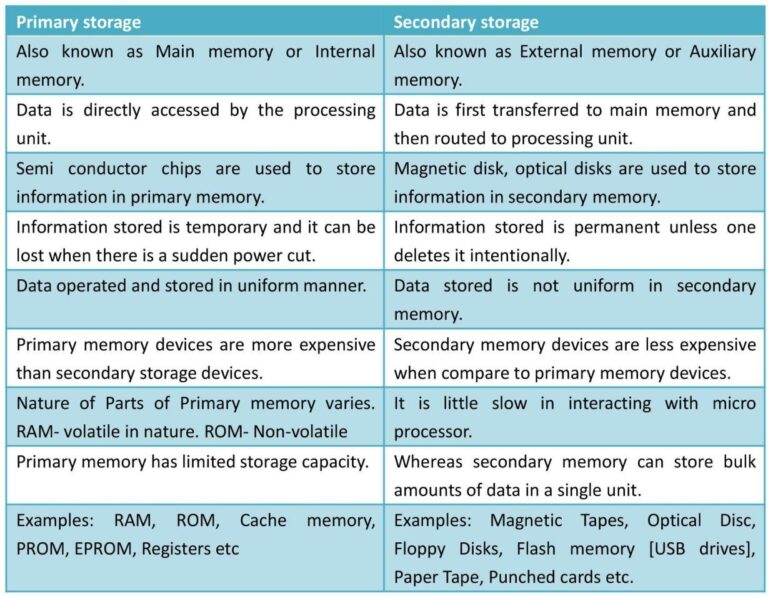 Primary storage
Secondary storage
Also known as Main memory or Internal
memory.
Also known as External memory or Auxiliary
memory.
Data is directly accessed by the processing
unit.
Data is first transferred to main memory and
then routed to processing unit.
Semi conductor chips are used to store
information in primary memory.
Magnetic disk, optical disks are used to store
information in secondary memory.
Information stored is temporary and it can be
lost when there is a sudden power cut.
Information stored is permanent unless one
deletes it intentionally.
Data operated and stored in uniform manner.
Data stored is not uniform in secondary
memory.
Primary memory devices are more expensive
than secondary storage devices.
Secondary memory devices are less expensive
when compare to primary memory devices.
Nature of Parts of Primary memory varies.
RAM- volatile in nature. ROM- Non-volatile
It is little slow in interacting with micro
processor.
Primary memory has limited storage capacity.
Whereas secondary memory can store bulk
amounts of data in a single unit.
Examples: RAM, ROM, Cache memory,
PROM, EPROM, Registers etc
Examples: Magnetic Tapes, Optical Disc,
Floppy Disks, Flash memory [USB drives],
Paper Tape, Punched cards etc.